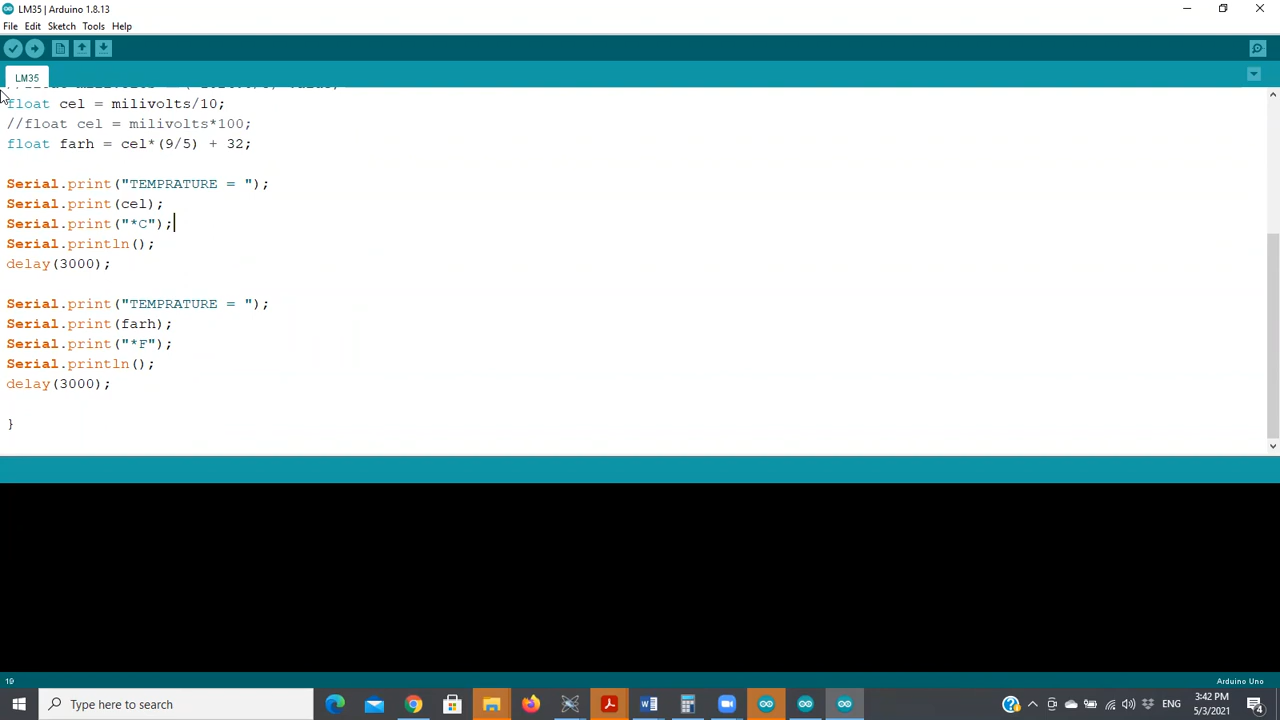 LM35 | Arduino 1.8.13
File Edit Sketch Tools Help
LM35
float cel = milivolts/10;
//float cel = milivolts*100;
float farh = cel*(9/5) + 32;
Serial.print("TEMPRATURE = ");
Serial.print(cel);
Serial.print("*C");
Serial.println();
delay(3000);
Serial.print("TEMPRATURE = ");
Serial.print(farh);
Serial.print("*F");
Serial.println();
delay(3000);
}
19
Arduino Uno
Type here to search
ENG
3:42 PM
5/3/2021
4